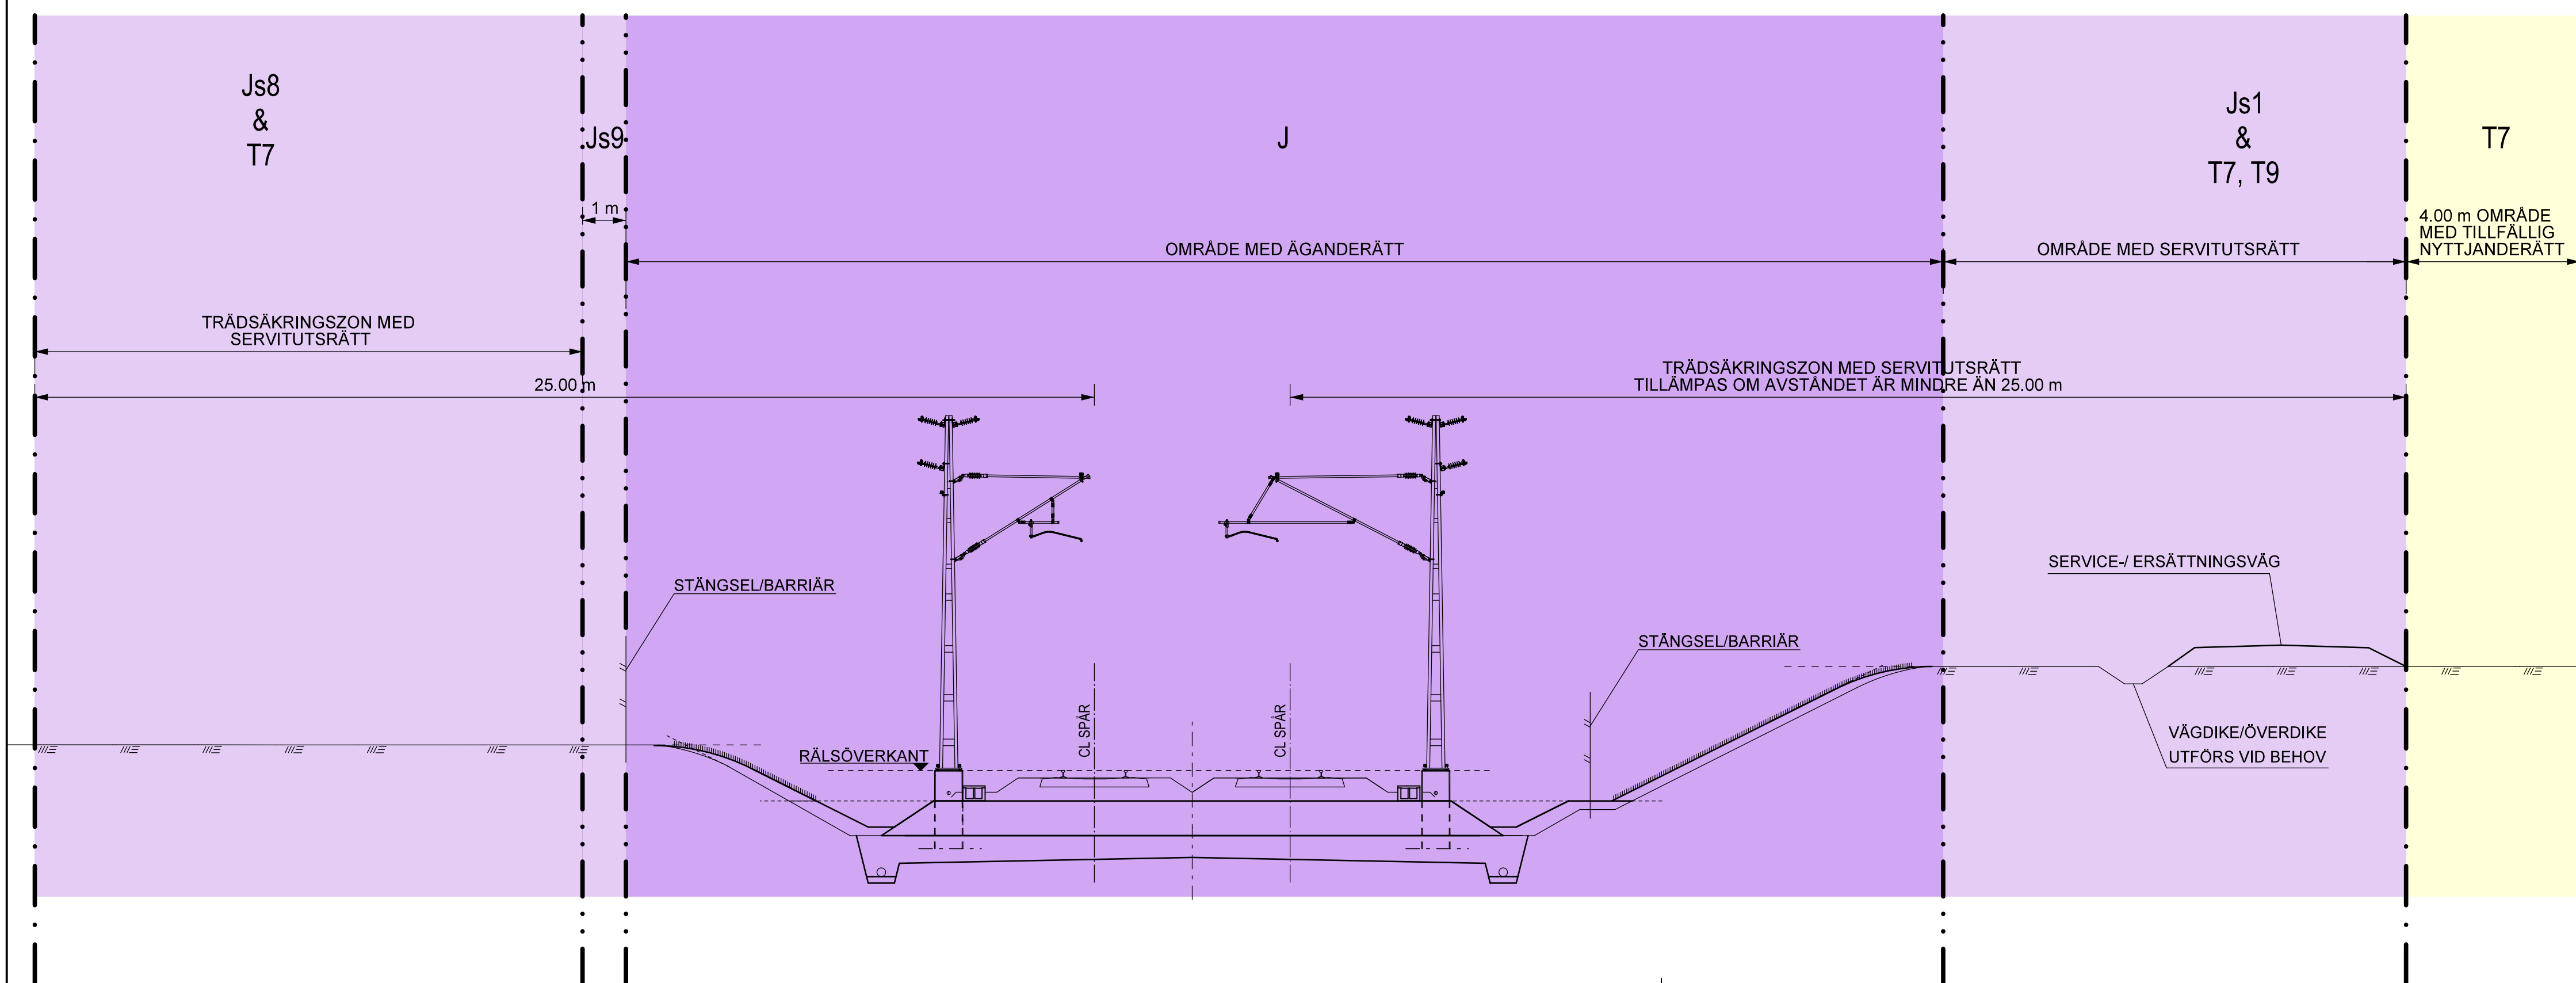 Js8
&
T7
Js9
J
Js1
&
T7, T9
T7
1 m
OMRÅDE MED ÄGANDERÄTT
OMRÅDE MED SERVITUTSRÄTT
4.00 m OMRÅDE
MED TILLFÄLLIG
NYTTJANDERÄTT
TRÄDSÄKRINGSZON MED
SERVITUTSRÄTT
25.00 m
TRÄDSÄKRINGSZON MED SERVITUTSRÄTT
TILLÄMPAS OM AVSTÅNDET ÄR MINDRE ÄN 25.00 m
STÄNGSEL/BARRIÄR
STÄNGSEL/BARRIÄR
SERVICE-/ ERSÄTTNINGSVÄG
RÄLSÖVERKANT
CL SPÅR
CL SPÅR
VÄGDIKE/ÖVERDIKE
UTFÖRS VID BEHOV